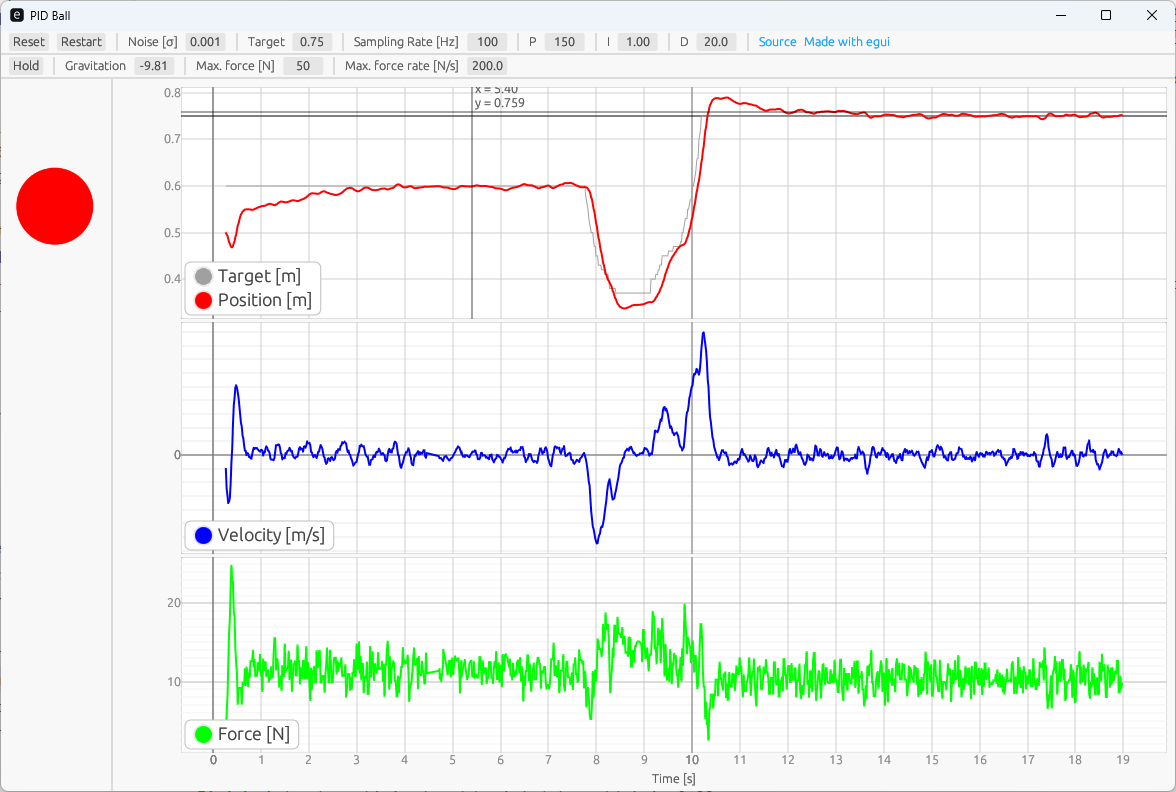 PID Ball
Reset Restart Noise [σ] 0.001 Target 0.75 Sampling Rate [Hz] 100 P 150 I 1.00 D 20.0 Source Made with egui
Hold Gravitation -9.81 Max. force [N] 50 Max. force rate [N/s] 200.0
x = 5.40
y = 0.759
0.8
0.7
0.6
0.5
0.4
Target [m]
Position [m]
0
Velocity [m/s]
20
10
Force [N]
0 1 2 3 4 5 6 7 8 9 10 11 12 13 14 15 16 17 18 19
Time [s]